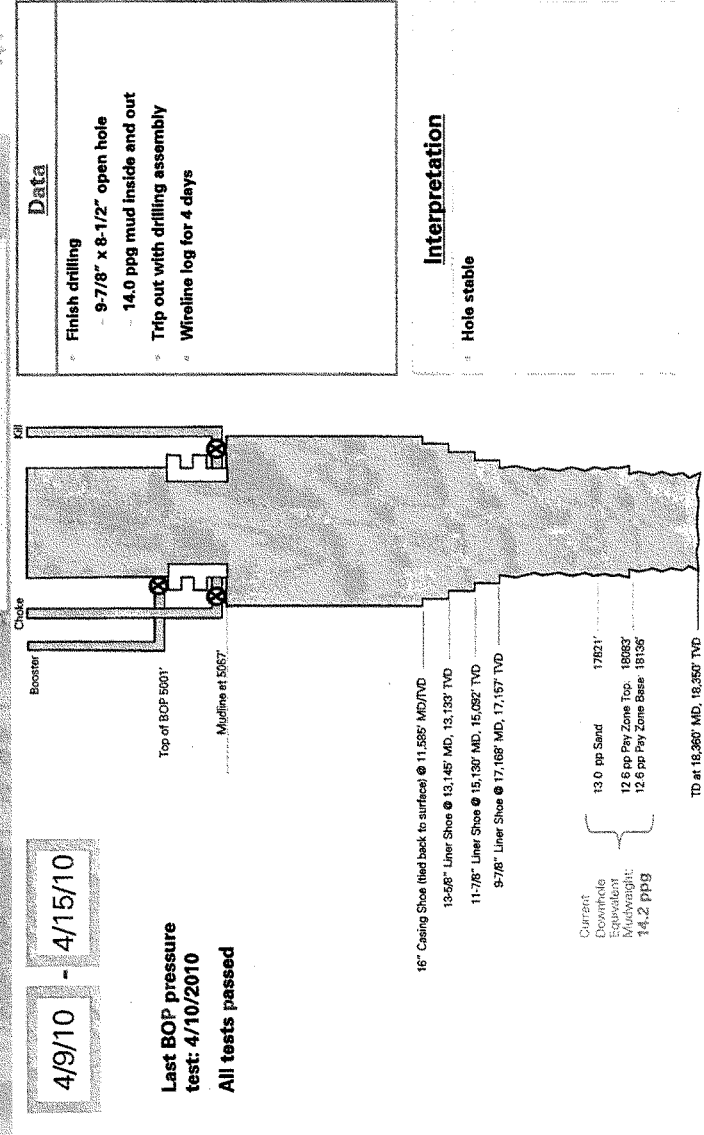 4/9/10 - 4/15/10
Last BOP pressure
test: 4/10/2010
All tests passed
Booster
Choke
Kill
Top of BOP 5001'
Mudline at 5067'
16" Casing Shoe (tied back to surface) @ 11,585' MD/TVD
13-5/8" Liner Shoe @ 13,145' MD, 13,133' TVD
11-7/8" Liner Shoe @ 15,130' MD, 15,092' TVD
9-7/8" Liner Shoe @ 17,168' MD, 17,157' TVD
Current
Downhole
Equivalent
Mudweight:
14.2 ppg
13.0 pp Sand 17821'
12.6 pp Pay Zone Top: 18083'
12.6 pp Pay Zone Base: 18136'
TD at 18,360' MD, 18,350' TVD
Data
Finish drilling
- 9-7/8" x 8-1/2" open hole
- 14.0 ppg mud inside and out
Trip out with drilling assembly
Wireline log for 4 days
Interpretation
Hole stable